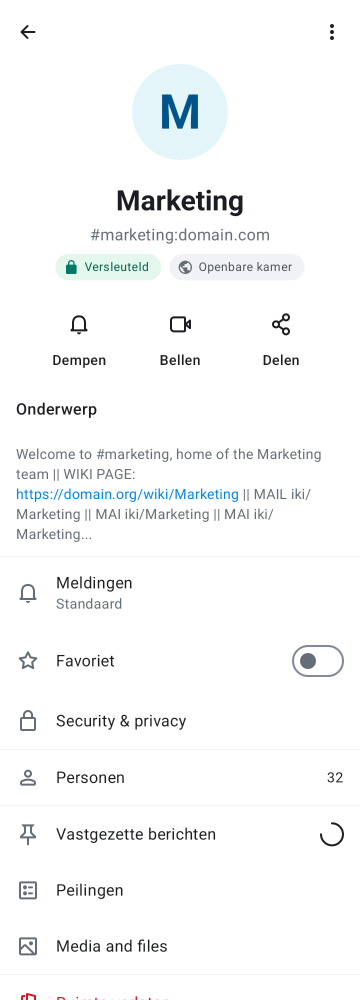 M
Marketing
#marketing:domain.com
Versleuteld
Openbare kamer
Dempen
Bellen
Delen
Onderwerp
Welcome to #marketing, home of the Marketing
team || WIKI PAGE:
https://domain.org/wiki/Marketing || MAIL iki/
Marketing || MAI iki/Marketing || MAI iki/
Marketing...
Meldingen
Standaard
Favoriet
Security & privacy
Personen
32
Vastgezette berichten
Peilingen
Media and files